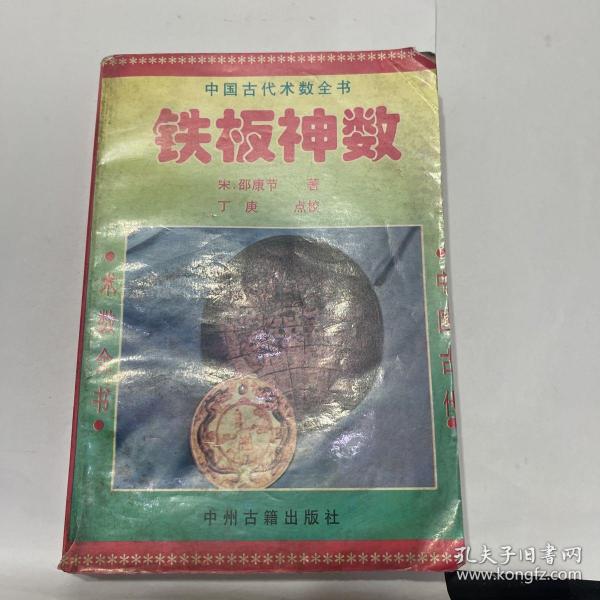 中国古代术数全书
铁板神数
宋.邵康节 著
丁庚 点校
•术数全书•
•中国古代•
中州古籍出版社
孔夫子旧书网
www.kongfz.com